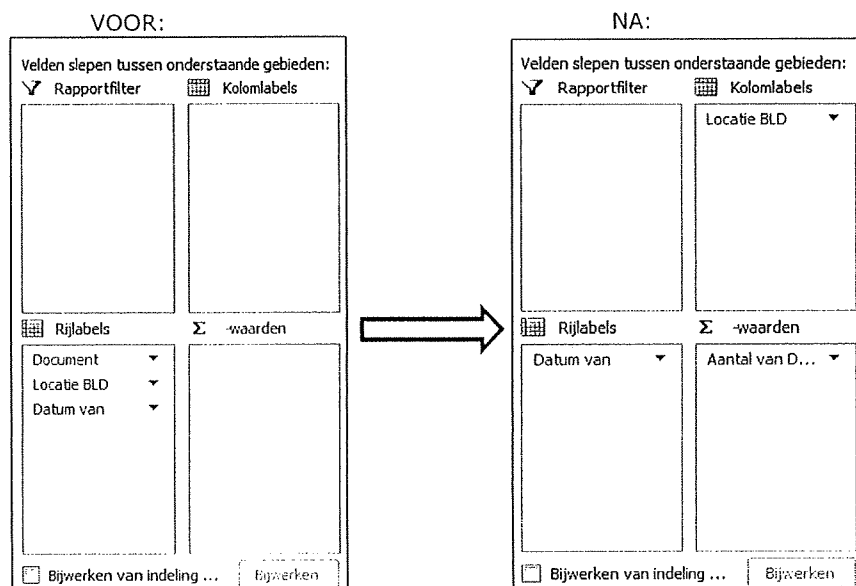 VOOR:
Velden slepen tussen onderstaande gebieden:
Rapportfilter
Kolomlabels
Rijlabels
Σ -waarden
Document
Locatie BLD
Datum van
Bijwerken van indeling ...
Bijwerken
NA:
Velden slepen tussen onderstaande gebieden:
Rapportfilter
Kolomlabels
Locatie BLD
Rijlabels
Σ -waarden
Datum van
Aantal van D...
Bijwerken van indeling ...
Bijwerken